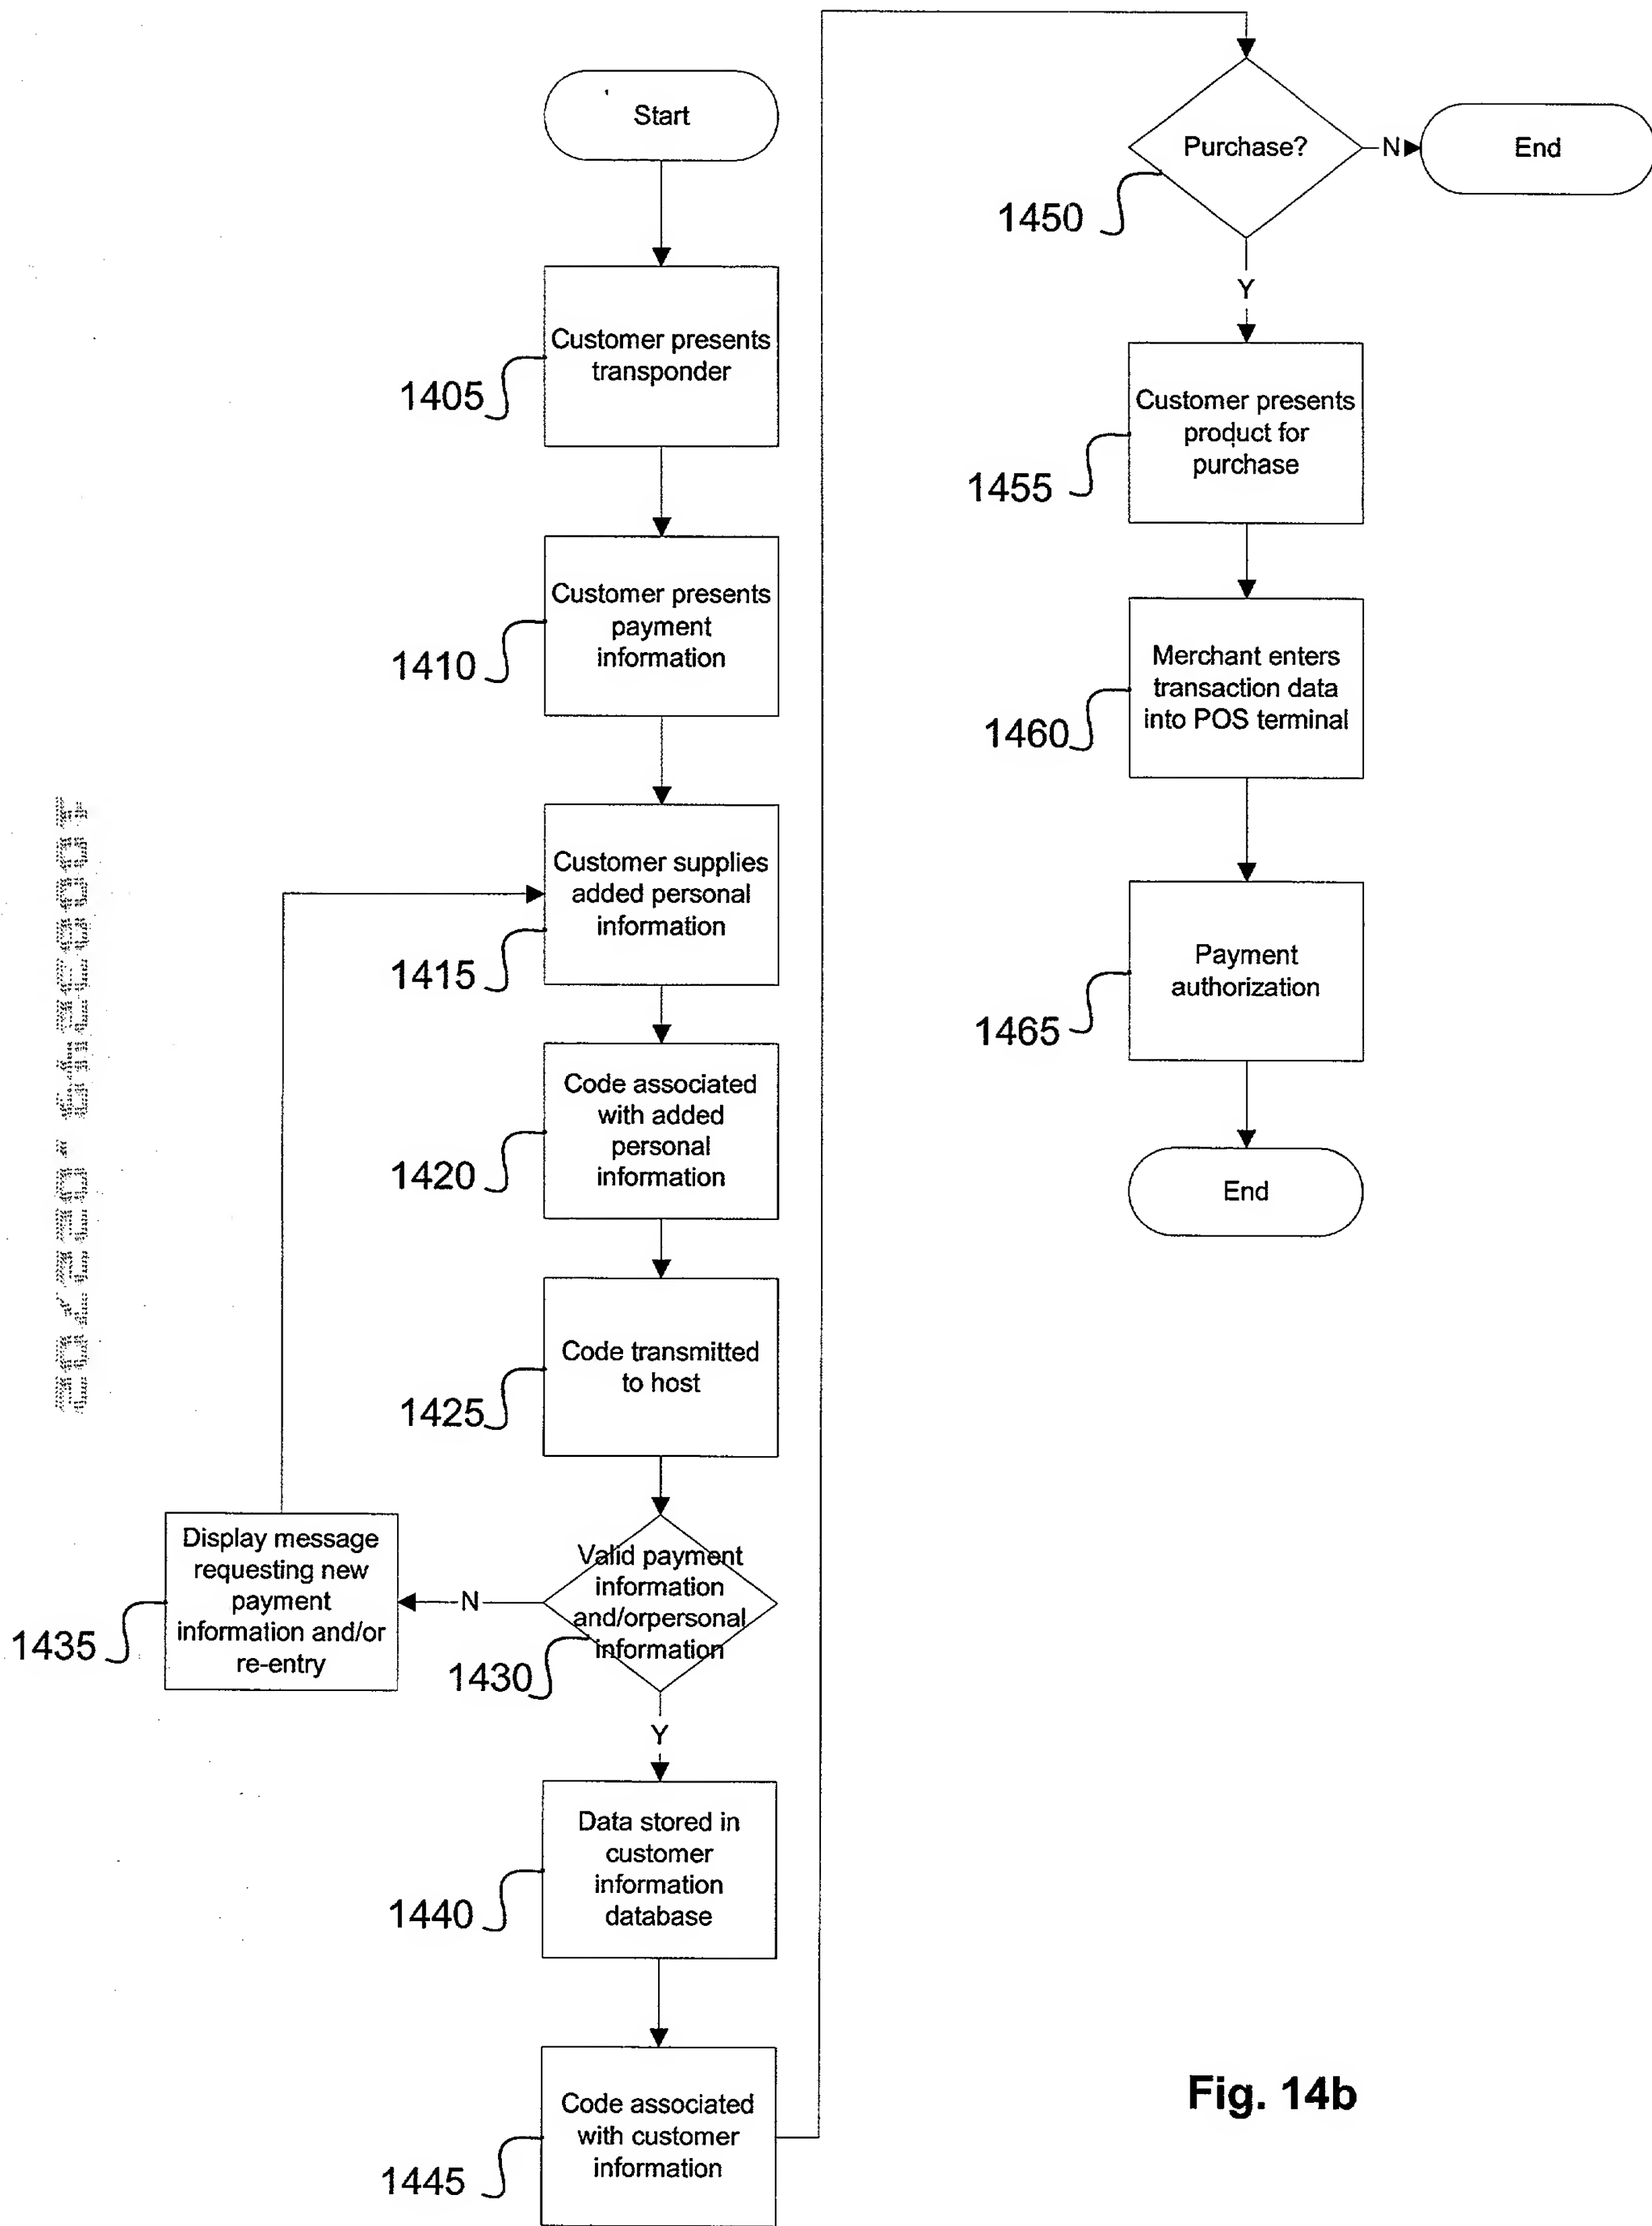 Start
Customer presents
transponder
1405
Customer presents
payment
information
1410
Customer supplies
added personal
information
1415
Code associated
with added
personal
information
1420
Code transmitted
to host
1425
Valid payment
information
and/orpersonal
information
1430
N
Display message
requesting new
payment
information and/or
re-entry
1435
Y
Data stored in
customer
information
database
1440
Code associated
with customer
information
1445
Purchase?
1450
N
End
Y
Customer presents
product for
purchase
1455
Merchant enters
transaction data
into POS terminal
1460
Payment
authorization
1465
End
Fig. 14b